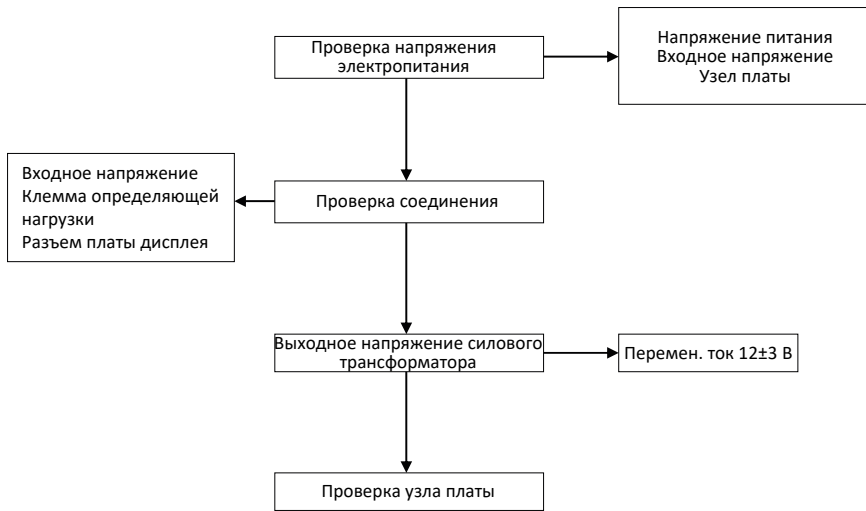 Проверка напряжения
электропитания
Напряжение питания
Входное напряжение
Узел платы
Входное напряжение
Клемма определяющей
нагрузки
Разъем платы дисплея
Проверка соединения
Выходное напряжение силового
трансформатора
Перемен. ток 12±3 В
Проверка узла платы